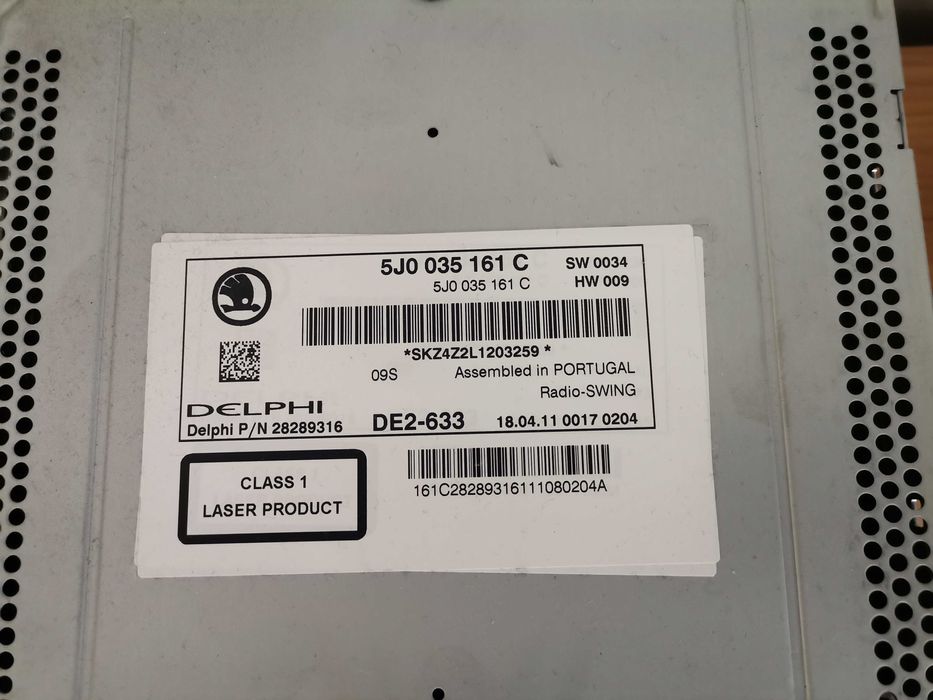 5J0 035 161 C SW 0034
5J0 035 161 C HW 009
*SKZ4Z2L1203259 *
09S Assembled in PORTUGAL
Radio-SWING
DELPHI
Delphi P/N 28289316 DE2-633 18.04.11 0017 0204
CLASS 1
LASER PRODUCT
161C28289316111080204A